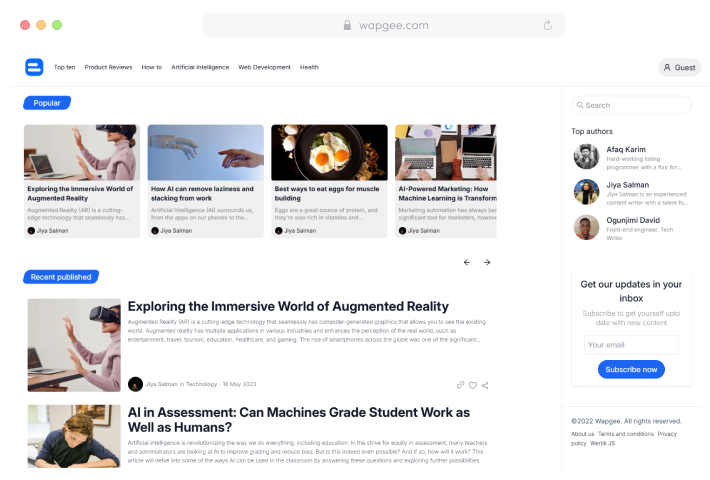 wapgee.com
Top ten Product Reviews How to Artificial Intelligence Web Development Health
Guest
Popular
Exploring the Immersive World of
Augmented Reality
Augmented Reality (AR) is a cutting-
edge technology that seamlessly has...
Jiya Salman
How AI can remove laziness and
slacking from work
Artificial Intelligence (AI) surrounds us,
from the apps on our phones to the...
Jiya Salman
Best ways to eat eggs for muscle
building
Eggs are a great source of protein, and
they're also rich in vitamins and...
Jiya Salman
AI-Powered Marketing: How
Machine Learning is Transform
Marketing automation has always bee
significant tool for marketers, howeve
Jiya Salman
Recent published
Exploring the Immersive World of Augmented Reality
Augmented Reality (AR) is a cutting-edge technology that seamlessly has computer-generated graphics that allows you to see the existing
world. Augmented reality has multiple applications in various industries and enhances the perception of the real world, such as
entertainment, travel, tourism, education, healthcare, and gaming. The rise of smartphones across the globe was one of the significant...
Jiya Salman in Technology · 18 May 2023
AI in Assessment: Can Machines Grade Student Work as
Well as Humans?
Artificial intelligence is revolutionizing the way we do everything, including education. In the strive for equity in assessment, many teachers
and administrators are looking at AI to improve grading and reduce bias. But is this indeed even possible? And if so, how will it work? This
article will delve into some of the ways AI can be used in the classroom by answering these questions and exploring further possibilities.
Search
Top authors
Afaq Karim
Hard-working listing
programmer with a flair for...
Jiya Salman
Jiya Salman is an experienced
content writer with a talent fo...
Ogunjimi David
Front-end engineer. Tech
Writer
Get our updates in your
inbox
Subscribe to get yourself upto
date with now content
Your email
Subscribe now
©2022 Wapgee. All rights reserved.
About us Terms and conditions Privacy
policy Werlik JS